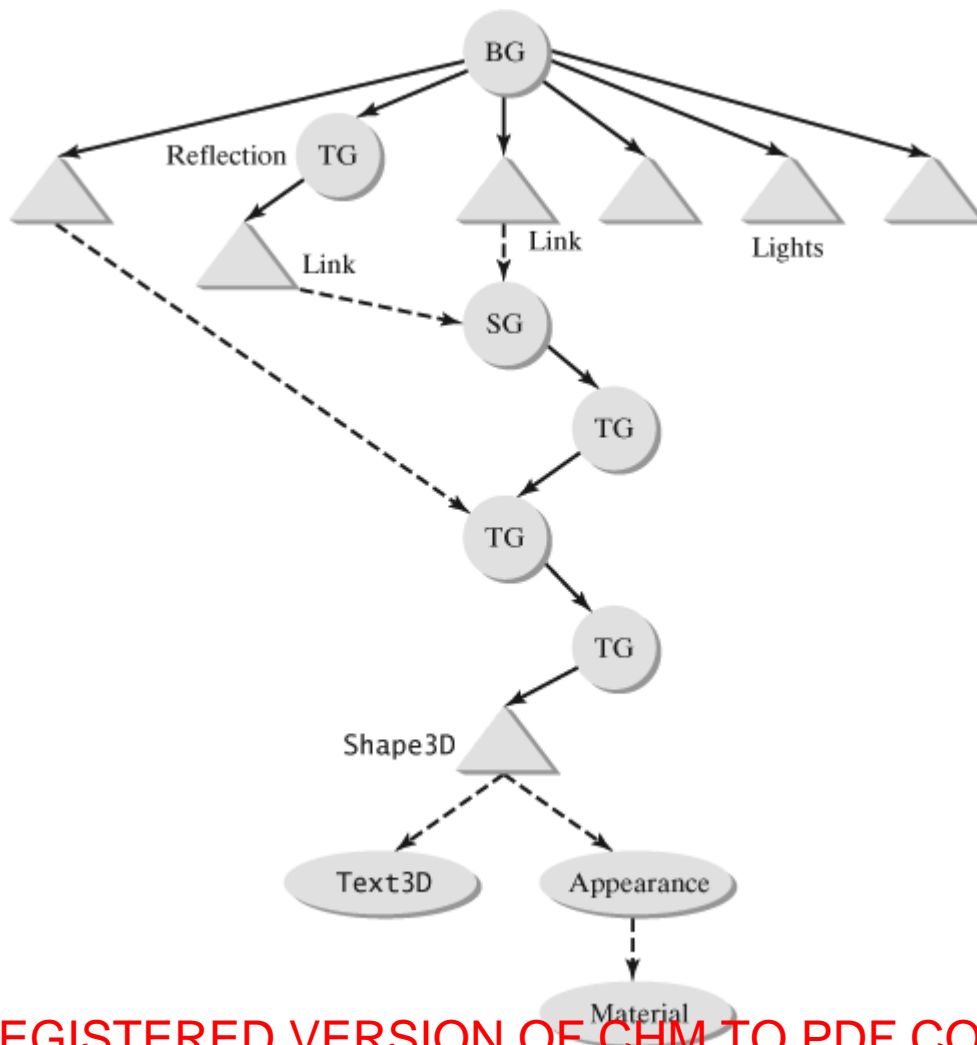 BG
Reflection
TG
Link
Link
Lights
SG
TG
TG
TG
Shape3D
Text3D
Appearance
Material
EGISTERED VERSION OF CHM TO PDF CO